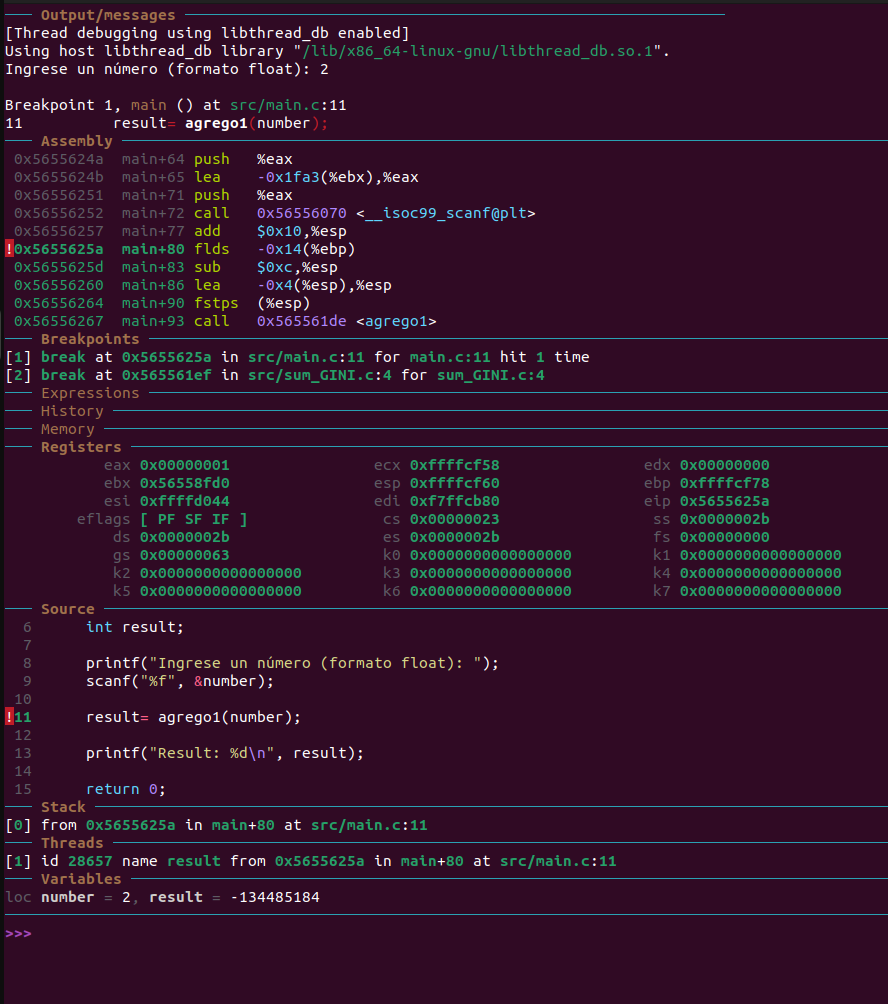 Output/messages
[Thread debugging using libthread_db enabled]
Using host libthread_db library "/lib/x86_64-linux-gnu/libthread_db.so.1".
Ingrese un número (formato float): 2
Breakpoint 1, main () at src/main.c:11
11 result= agrego1(number);
Assembly
0x5655624a main+64 push %eax
0x5655624b main+65 lea -0x1fa3(%ebx),%eax
0x56556251 main+71 push %eax
0x56556252 main+72 call 0x56556070 <__isoc99_scanf@plt>
0x56556257 main+77 add $0x10,%esp
!0x5655625a main+80 flds -0x14(%ebp)
0x5655625d main+83 sub $0xc,%esp
0x56556260 main+86 lea -0x4(%esp),%esp
0x56556264 main+90 fstps (%esp)
0x56556267 main+93 call 0x565561de <agrego1>
Breakpoints
[1] break at 0x5655625a in src/main.c:11 for main.c:11 hit 1 time
[2] break at 0x565561ef in src/sum_GINI.c:4 for sum_GINI.c:4
Expressions
History
Memory
Registers
eax 0x00000001 ecx 0xffffcf58 edx 0x00000000
ebx 0x56558fd0 esp 0xffffcf60 ebp 0xffffcf78
esi 0xffffd044 edi 0xf7ffcb80 eip 0x5655625a
eflags [ PF SF IF ] cs 0x00000023 ss 0x0000002b
ds 0x0000002b es 0x0000002b fs 0x00000000
gs 0x00000063 k0 0x0000000000000000 k1 0x0000000000000000
k2 0x0000000000000000 k3 0x0000000000000000 k4 0x0000000000000000
k5 0x0000000000000000 k6 0x0000000000000000 k7 0x0000000000000000
Source
6 int result;
7
8 printf("Ingrese un número (formato float): ");
9 scanf("%f", &number);
10
!11 result= agrego1(number);
12
13 printf("Result: %d\n", result);
14
15 return 0;
Stack
[0] from 0x5655625a in main+80 at src/main.c:11
Threads
[1] id 28657 name result from 0x5655625a in main+80 at src/main.c:11
Variables
loc number = 2, result = -134485184
>>>